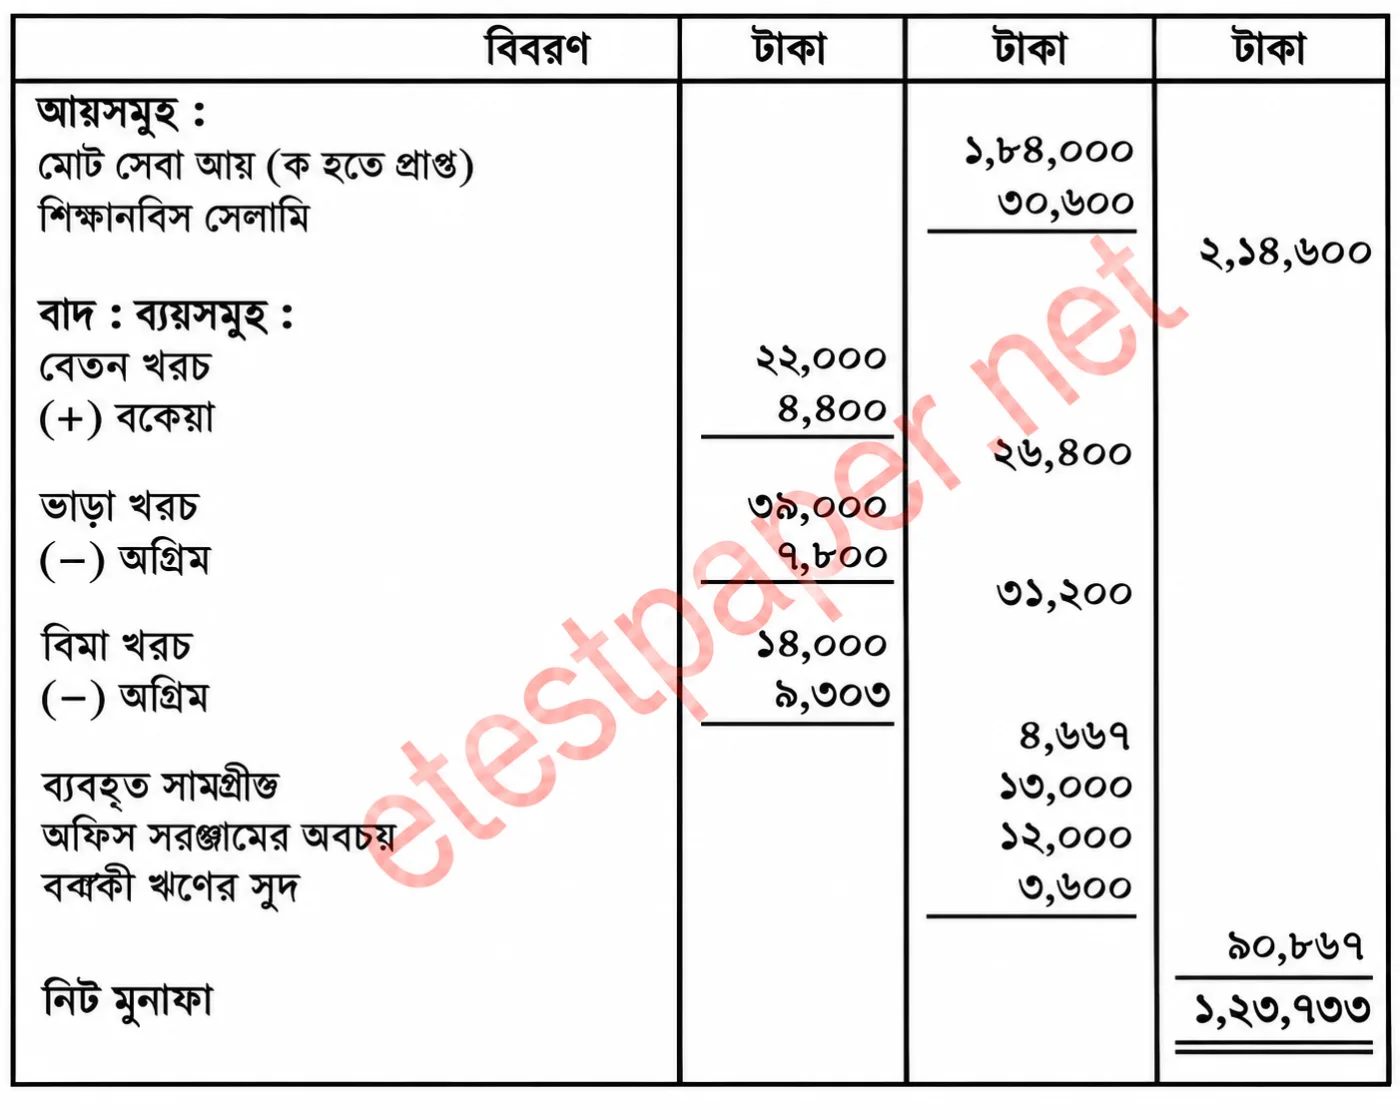 বিবরণ টাকা টাকা টাকা
আয়সমুহ :
মোট সেবা আয় (ক হতে প্রাপ্ত) ১,৮৪,০০০
শিক্ষানবিস সেলামি ৩০,৬০০
২,১৪,৬০০
বাদ : ব্যয়সমুহ :
বেতন খরচ ২২,০০০
(+) বকেয়া ৪,৪০০
২৬,৪০০
ভাড়া খরচ ৩৯,০০০
(−) অগ্রিম ৭,৮০০
৩১,২০০
বিমা খরচ ১৪,০০০
(−) অগ্রিম ৯,৩০৩
৪,৬৬৭
ব্যবহৃত ১৩,০০০
অফিস সরঞ্জামের অবচয় ১২,০০০
ঋণের সুদ ৩,৬০০
৯০,৮৬৭
নিট মুনাফা ১,২৩,৭৩৩
etestpaper.net